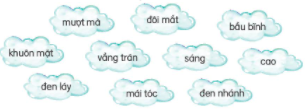 mượt mà
đôi mắt
bầu bĩnh
khuôn mặt
vầng trán
sáng
cao
đen láy
mái tóc
đen nhánh